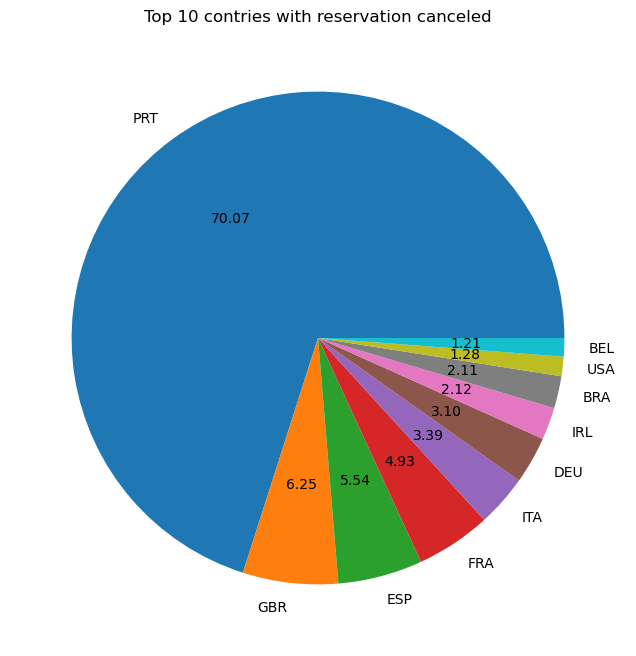 Top 10 contries with reservation canceled
PRT
70.07
1.21
BEL
1.28
USA
2.11
BRA
2.12
IRL
3.10
DEU
3.39
ITA
4.93
FRA
5.54
ESP
6.25
GBR